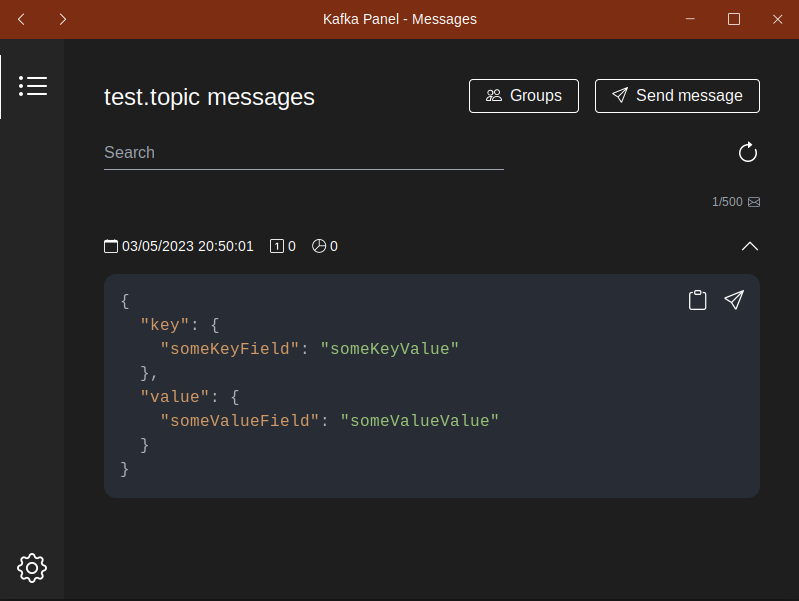 Kafka Panel - Messages
test.topic messages
Groups
Send message
Search
1/500
03/05/2023 20:50:01 1 0 0
{
  "key": {
    "someKeyField": "someKeyValue"
  },
  "value": {
    "someValueField": "someValueValue"
  }
}